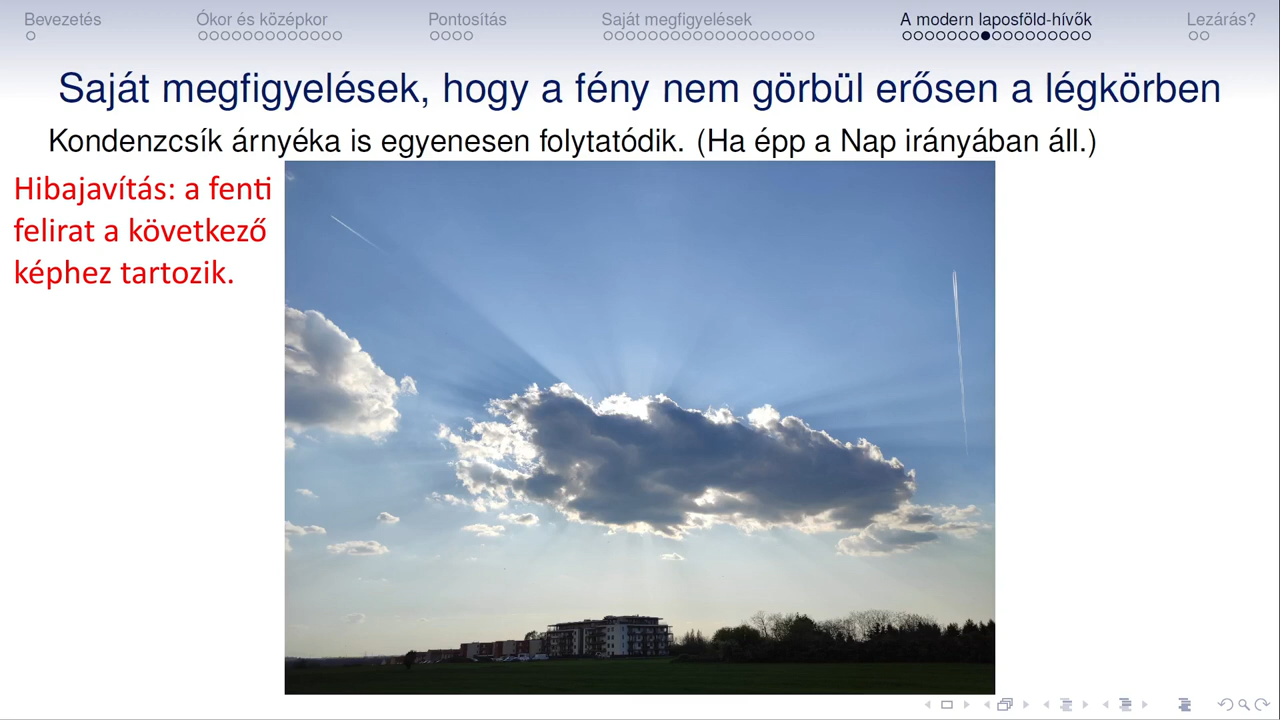 Bevezetés Ókor és középkor Pontosítás Saját megfigyelések A modern laposföld-hívők Lezárás?
Saját megfigyelések, hogy a fény nem görbül erősen a légkörben
Kondenzcsík árnyéka is egyenesen folytatódik. (Ha épp a Nap irányában áll.)
Hibajavítás: a fenti
felirat a következő
képhez tartozik.